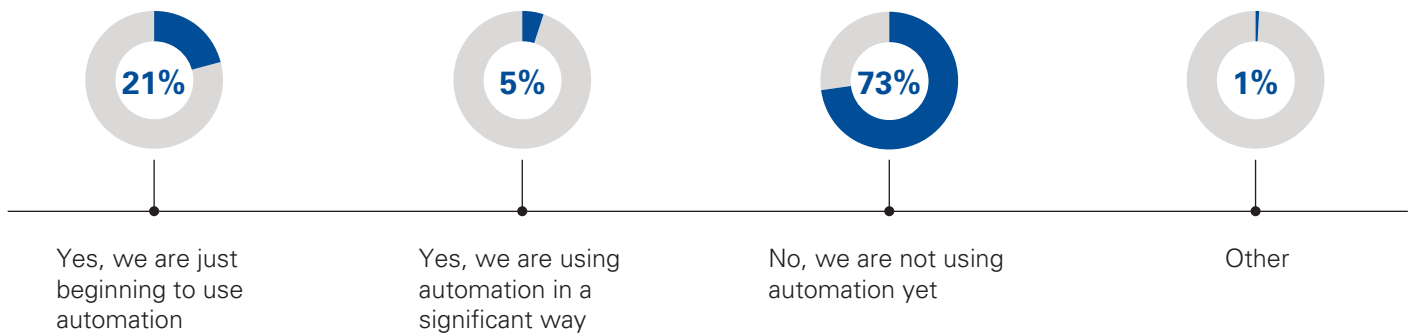 21%
5%
73%
1%
Yes, we are just
beginning to use
automation
Yes, we are using
automation in a
significant way
No, we are not using
automation yet
Other